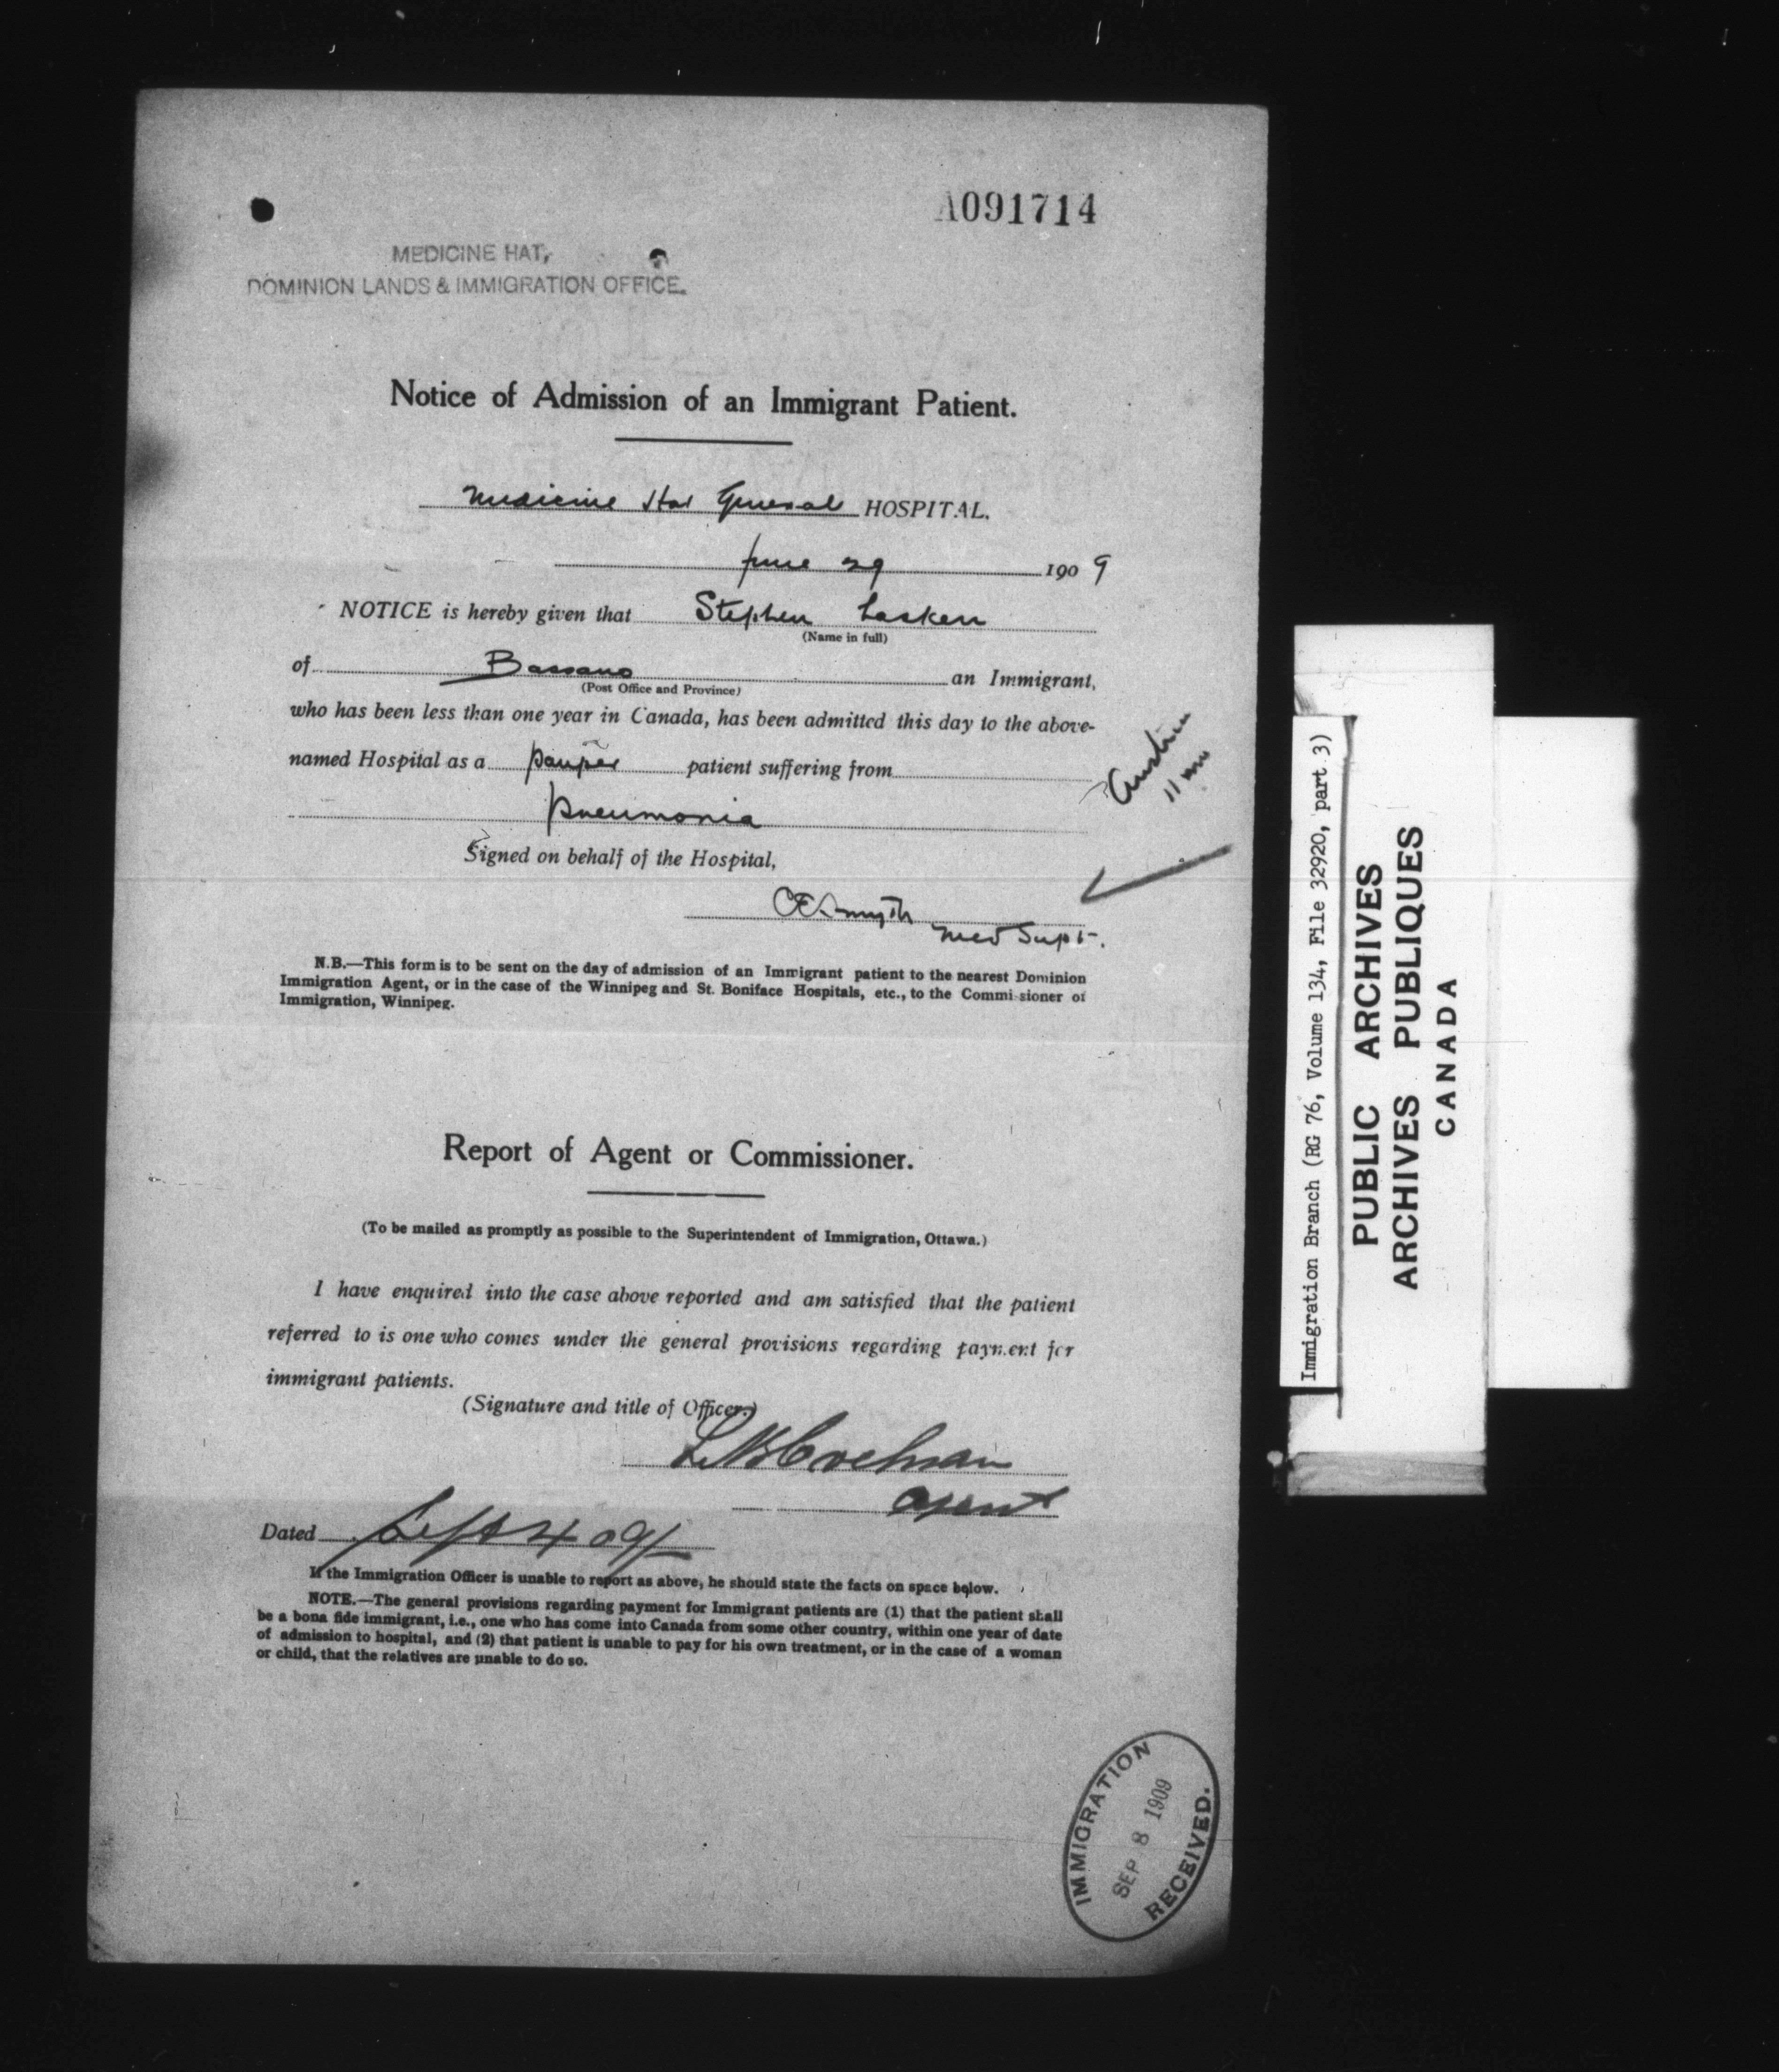 A091714
MEDICINE HAT,
DOMINION LANDS & IMMIGRATION OFFICE.
Notice of Admission of an Immigrant Patient.
Medicine Hat General HOSPITAL.
June 29 1909
NOTICE is hereby given that Stephen Lasken
(Name in full)
of Bassano an Immigrant,
(Post Office and Province)
who has been less than one year in Canada, has been admitted this day to the above-
named Hospital as a pauper patient suffering from
Austria
11
pneumonia
Signed on behalf of the Hospital,
CE Smyth
Med Supt.
N.B.—This form is to be sent on the day of admission of an Immigrant patient to the nearest Dominion
Immigration Agent, or in the case of the Winnipeg and St. Boniface Hospitals, etc., to the Commissioner of
Immigration, Winnipeg.
Report of Agent or Commissioner.
(To be mailed as promptly as possible to the Superintendent of Immigration, Ottawa.)
I have enquired into the case above reported and am satisfied that the patient
referred to is one who comes under the general provisions regarding payment for
immigrant patients.
(Signature and title of Officer.)
Cochran
Agent
Dated Sept 4 09
If the Immigration Officer is unable to report as above, he should state the facts on space below.
NOTE.—The general provisions regarding payment for Immigrant patients are (1) that the patient shall
be a bona fide immigrant, i.e., one who has come into Canada from some other country, within one year of date
of admission to hospital, and (2) that patient is unable to pay for his own treatment, or in the case of a woman
or child, that the relatives are unable to do so.
IMMIGRATION
SEP 8 1909
RECEIVED.
Immigration Branch (RG 76, Volume 134, File 32920, part 3)
PUBLIC ARCHIVES
ARCHIVES PUBLIQUES
CANADA